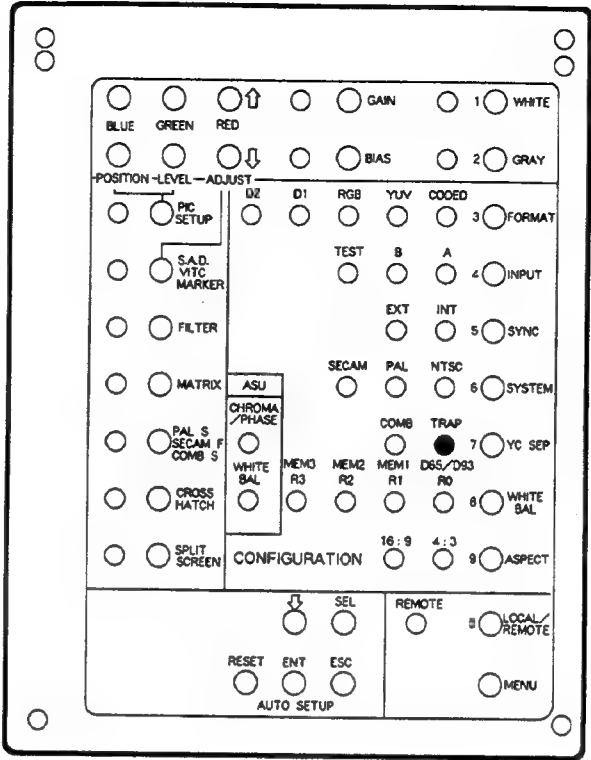 GAIN 1 WHITE
BLUE GREEN RED
BIAS 2 GRAY
POSITION LEVEL ADJUST
PIC SETUP D2 D1 RGB YUV CODED 3 FORMAT
S.A.D. VITC MARKER TEST B A 4 INPUT
FILTER EXT INT 5 SYNC
MATRIX ASU SECAM PAL NTSC 6 SYSTEM
PAL S SECAM F COMB S CHROMA /PHASE COMB TRAP 7 YC SEP
CROSS HATCH WHITE BAL MEM3 R3 MEM2 R2 MEM1 R1 D65/D93 R0 8 WHITE BAL
SPLIT SCREEN CONFIGURATION 16:9 4:3 9 ASPECT
SEL REMOTE LOCAL/ REMOTE
RESET ENT ESC MENU
AUTO SETUP